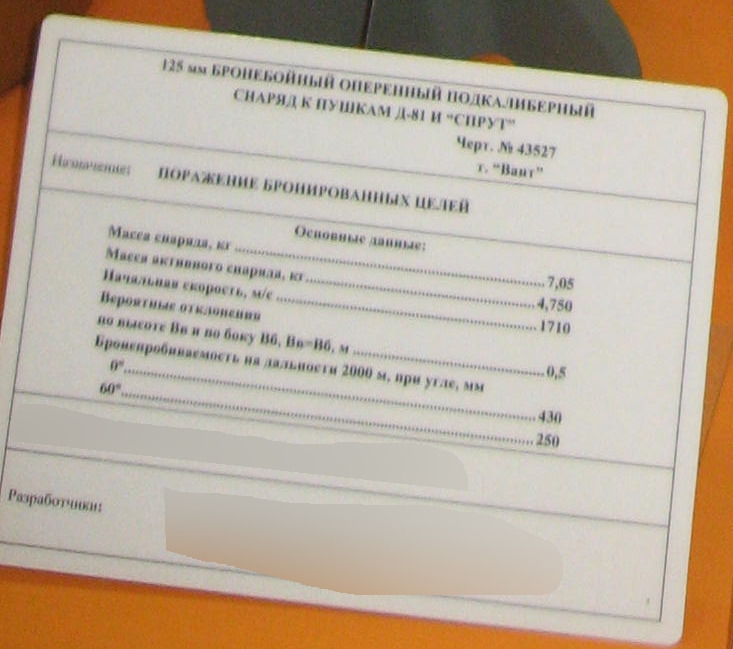 125 мм БРОНЕБОЙНЫЙ ОПЕРЕННЫЙ ПОДКАЛИБЕРНЫЙ
СНАРЯД К ПУШКАМ Д-81 И "СПРУТ"
Черт. № 43527
т. "Вант"
Назначение: ПОРАЖЕНИЕ БРОНИРОВАННЫХ ЦЕЛЕЙ
Основные данные:
Масса снаряда, кг ........ 7,05
Масса активного снаряда, кг ........ 4,750
Начальная скорость, м/с ........ 1710
Вероятные отклонения
по высоте Вв и по боку Вб, Вв=Вб, м ........ 0,5
Бронепробиваемость на дальности 2000 м, при угле, мм
0° ........ 430
60° ........ 250
Разработчики: